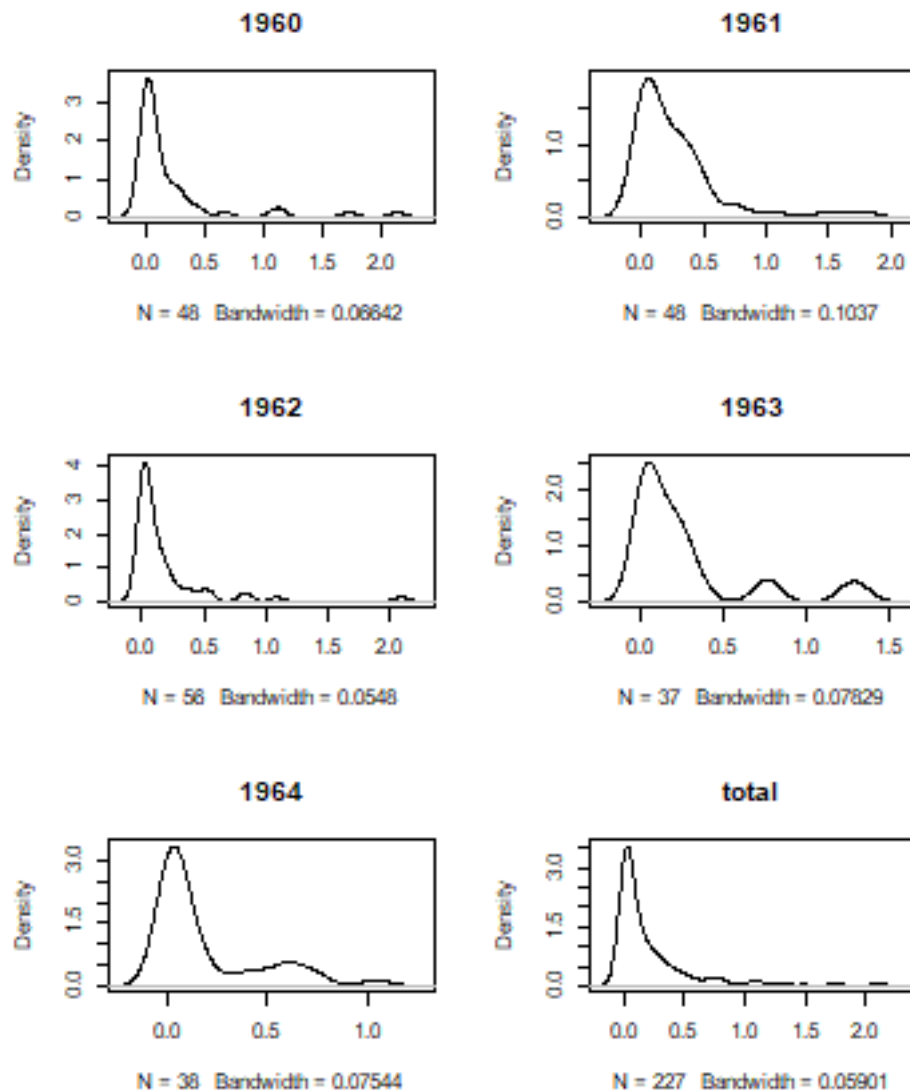 1960
1961
Density
0 1 2 3
0.0 0.5 1.0 1.5 2.0
N = 48 Bandwidth = 0.06642
Density
0.0 1.0
0.0 0.5 1.0 1.5 2.0
N = 48 Bandwidth = 0.1037
1962
1963
Density
0 1 2 3 4
0.0 0.5 1.0 1.5 2.0
N = 56 Bandwidth = 0.0548
Density
0.0 1.0 2.0
0.0 0.5 1.0 1.5
N = 37 Bandwidth = 0.07829
1964
total
Density
0.0 1.5 3.0
0.0 0.5 1.0
N = 38 Bandwidth = 0.07544
Density
0.0 1.5 3.0
0.0 0.5 1.0 1.5 2.0
N = 227 Bandwidth = 0.05901